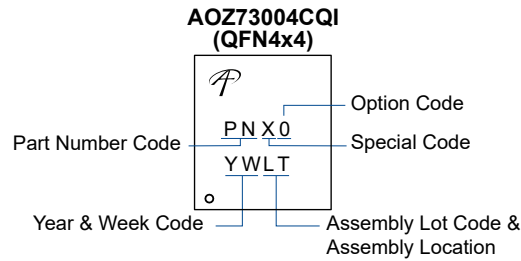 AOZ73004CQI
(QFN4x4)
Option Code
P N X 0
Part Number Code
Special Code
Y W L T
Year & Week Code
Assembly Lot Code &
Assembly Location